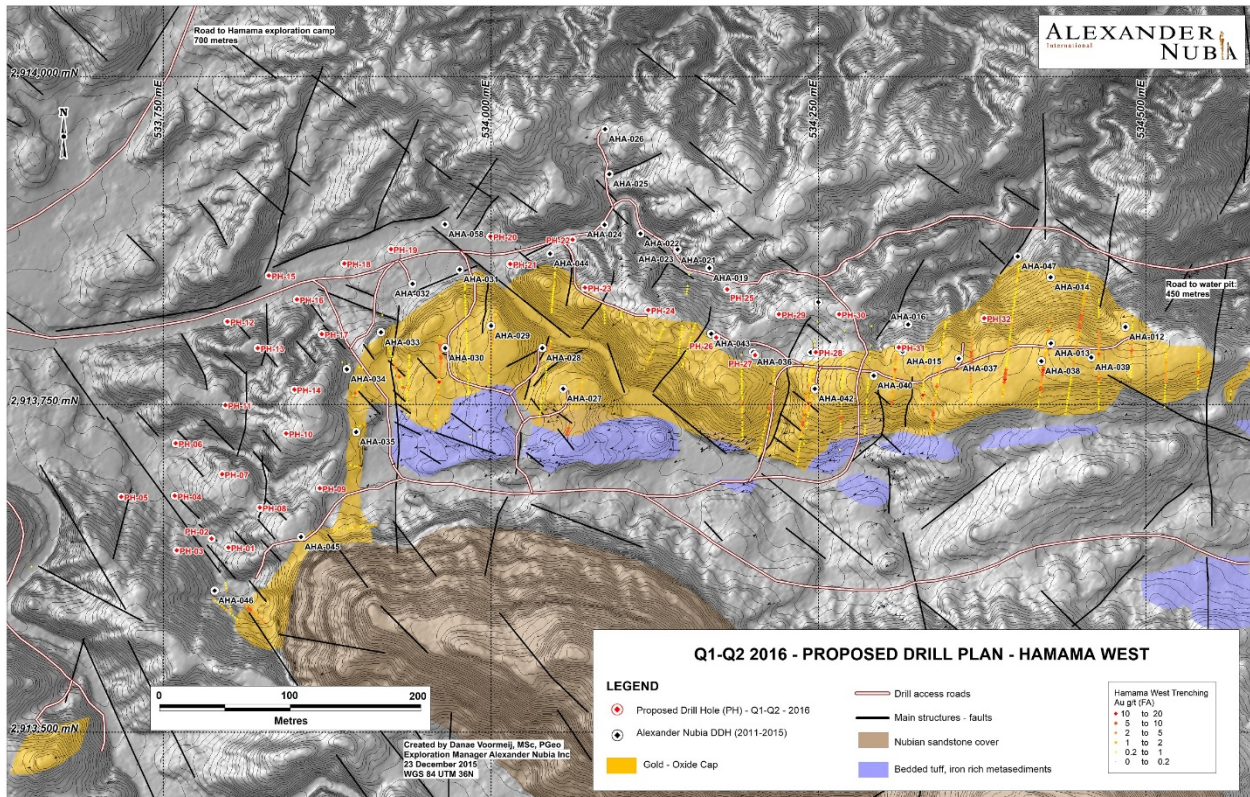 Road to Hamama exploration camp
700 metres
ALEXANDER
International
NUBIA
2,914,000 mN
533,750 mE
534,000 mE
534,250 mE
534,500 mE
N
AHA-026
AHA-025
AHA-058
PH-20
PH-22
AHA-024
AHA-022
PH-19
PH-18
PH-15
AHA-031
PH-21
AHA-044
AHA-023
AHA-021
AHA-019
AHA-047
AHA-014
Road to water pit:
450 metres
AHA-032
PH-16
PH-23
PH-25
PH-24
PH-29
PH-30
AHA-016
PH-32
AHA-012
PH-12
PH-17
AHA-033
AHA-029
PH-13
AHA-030
AHA-028
PH-26
AHA-043
PH-27
AHA-036
PH-28
PH-31
AHA-015
AHA-037
AHA-013
AHA-038
AHA-039
AHA-034
AHA-040
PH-14
AHA-027
AHA-042
2,913,750 mN
PH-11
PH-10
AHA-035
PH-06
PH-07
PH-09
PH-05
PH-04
PH-08
PH-02
PH-03
PH-01
AHA-045
AHA-046
0
100
200
Metres
2,913,500 mN
Created by Danae Voormeij, MSc, PGeo
Exploration Manager Alexander Nubia Inc
23 December 2015
WGS 84 UTM 36N
Q1-Q2 2016 - PROPOSED DRILL PLAN - HAMAMA WEST
LEGEND
Proposed Drill Hole (PH) - Q1-Q2 - 2016
Alexander Nubia DDH (2011-2015)
Gold - Oxide Cap
Drill access roads
Main structures - faults
Nubian sandstone cover
Bedded tuff, iron rich metasediments
Hamama West Trenching
Au g/t (FA)
10 to 20
5 to 10
2 to 5
1 to 2
0.2 to 1
0 to 0.2